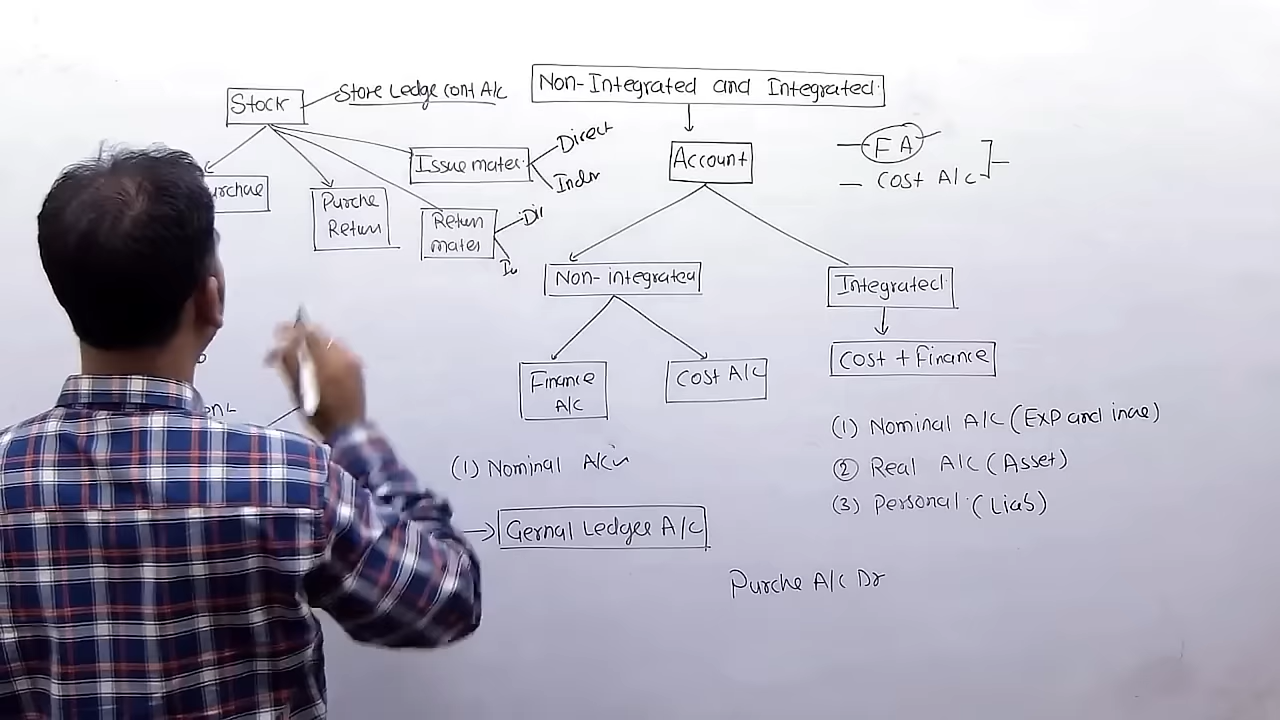 Stock
Store Ledge cont A/c
urchae
Purche
Return
Issue mater
Direct
Return
mater
Dir
Non-Integrated and Integrated.
Account
F A
Cost A/c
Non-integrated
Integrated
Finance
A/C
Cost A/c
Cost + Finance
(1) Nominal
Gernal Ledger A/C
(1) Nominal A/c (Exp and inae)
② Real A/c (Asset)
(3) Personal (Liab)
Purche A/c Dr